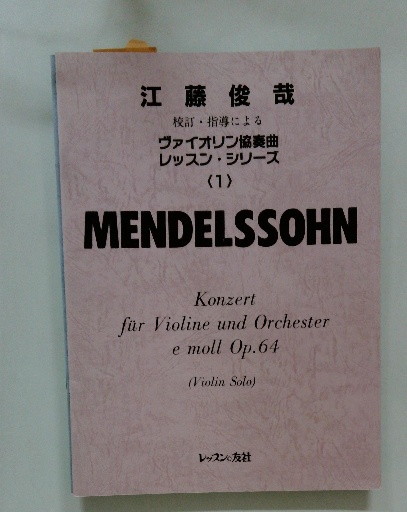 江藤俊哉
校訂・指導による
ヴァイオリン協奏曲
レッスン・シリーズ
〈1〉
MENDELSSOHN
Konzert
für Violine und Orchester
e moll Op.64
(Violin Solo)
レッスンの友社